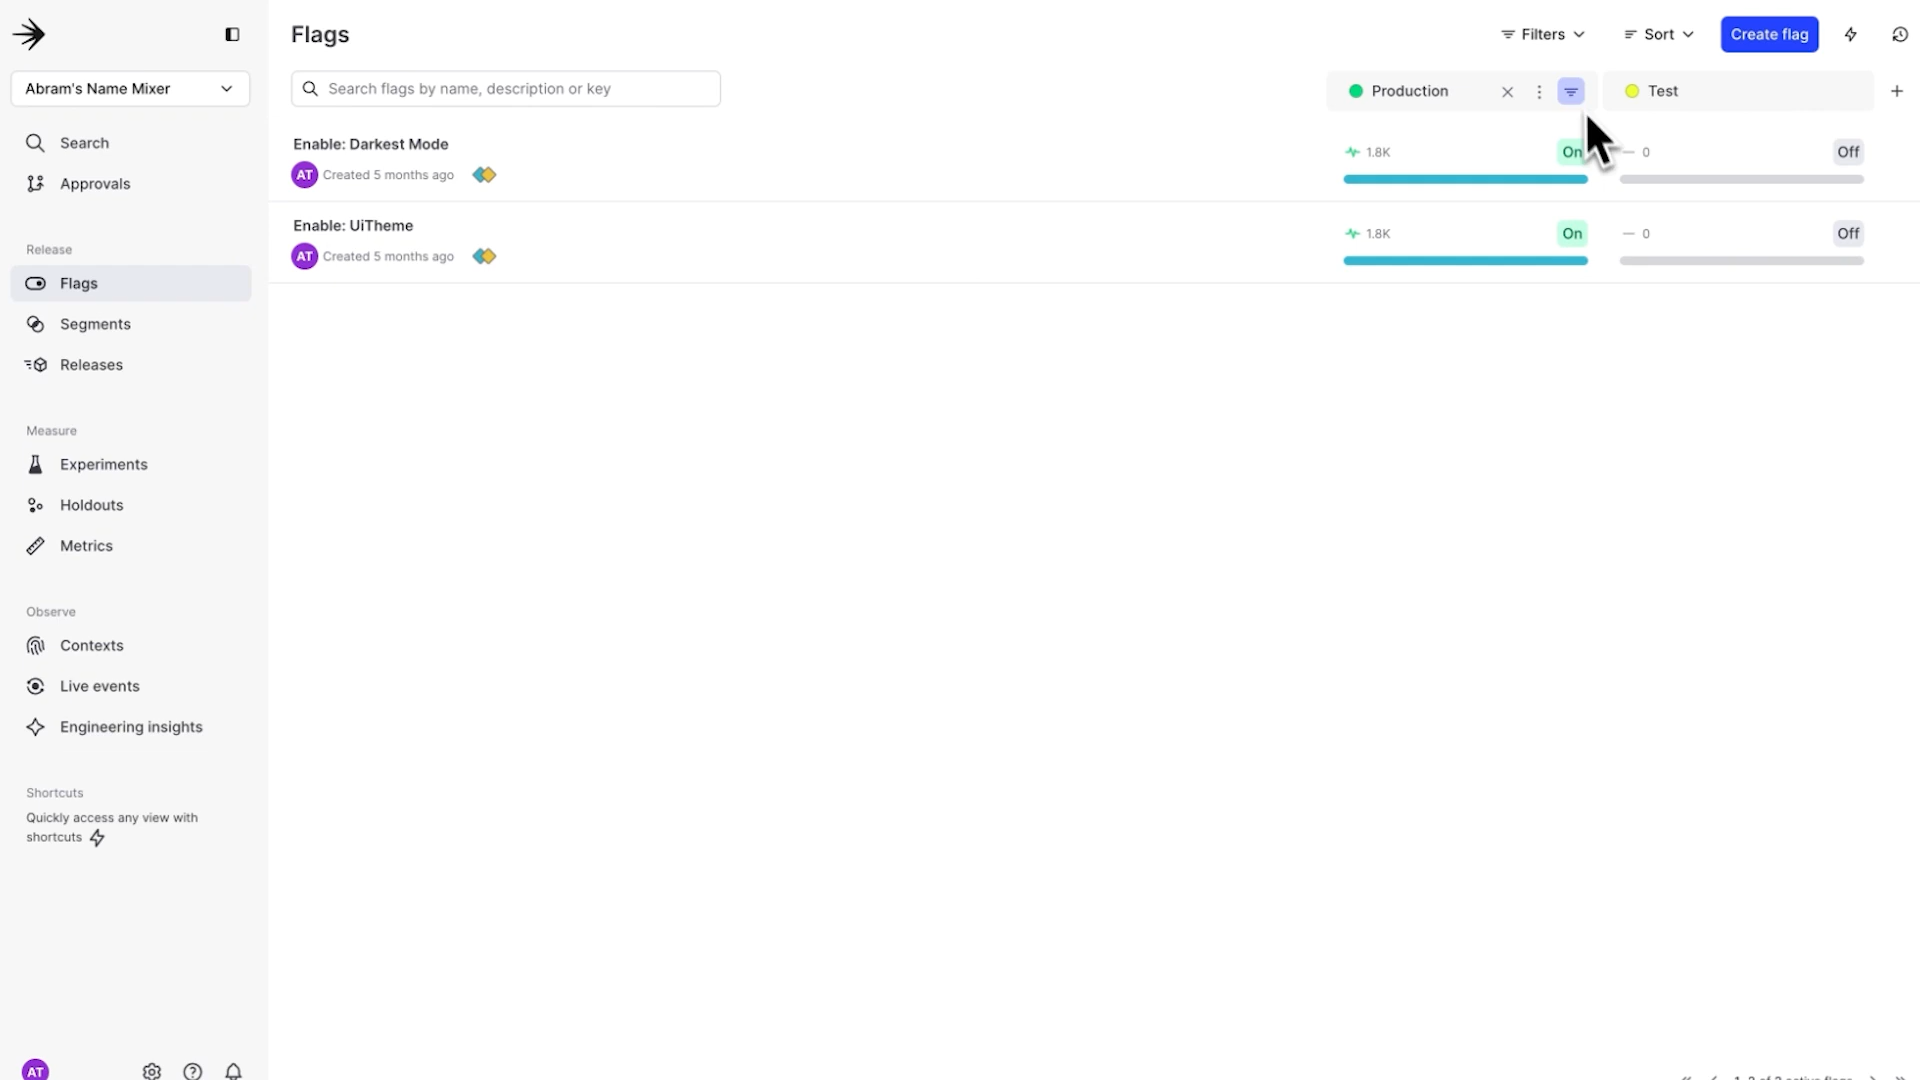 Flags
Filters
Sort
Create flag
Abram's Name Mixer
Search flags by name, description or key
Production
Test
Search
Approvals
Enable: Darkest Mode
AT
Created 5 months ago
1.8K
On
0
Off
Enable: UiTheme
AT
Created 5 months ago
1.8K
On
0
Off
Release
Flags
Segments
Releases
Measure
Experiments
Holdouts
Metrics
Observe
Contexts
Live events
Engineering insights
Shortcuts
Quickly access any view with
shortcuts
AT